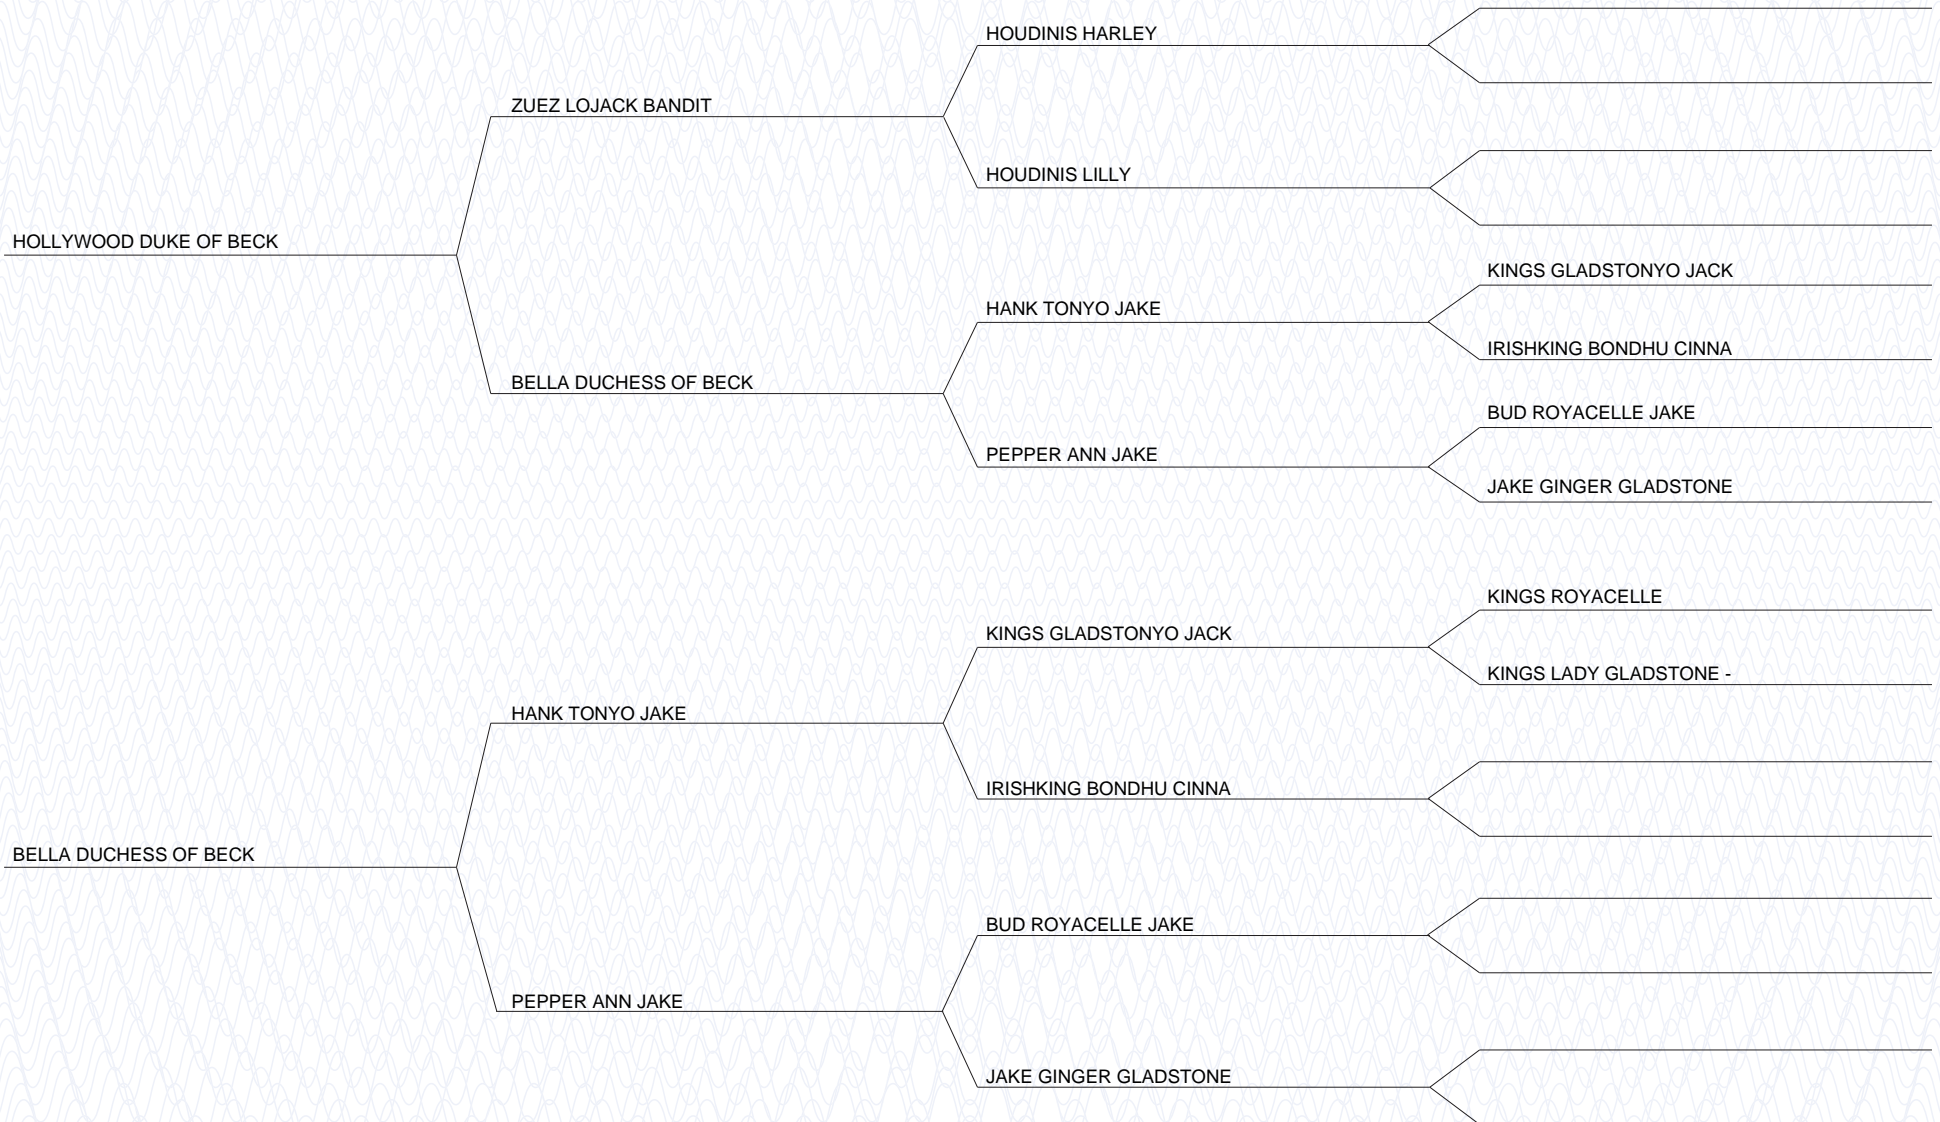 HOUDINIS HARLEY
ZUEZ LOJACK BANDIT
HOUDINIS LILLY
HOLLYWOOD DUKE OF BECK
KINGS GLADSTONYO JACK
HANK TONYO JAKE
IRISHKING BONDHU CINNA
BELLA DUCHESS OF BECK
BUD ROYACELLE JAKE
PEPPER ANN JAKE
JAKE GINGER GLADSTONE
KINGS ROYACELLE
KINGS GLADSTONYO JACK
KINGS LADY GLADSTONE -
HANK TONYO JAKE
IRISHKING BONDHU CINNA
BELLA DUCHESS OF BECK
BUD ROYACELLE JAKE
PEPPER ANN JAKE
JAKE GINGER GLADSTONE